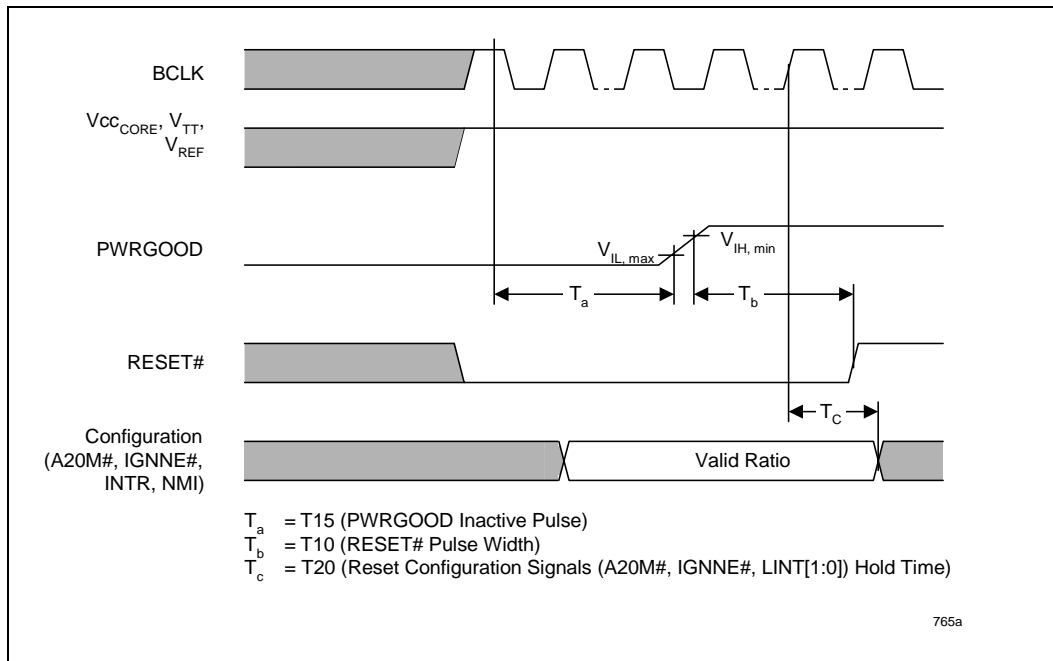 BCLK
VccCORE, VTT,
VREF
PWRGOOD
VIL, max
VIH, min
Ta
Tb
RESET#
TC
Configuration
(A20M#, IGNNE#,
INTR, NMI)
Valid Ratio
Ta = T15 (PWRGOOD Inactive Pulse)
Tb = T10 (RESET# Pulse Width)
Tc = T20 (Reset Configuration Signals (A20M#, IGNNE#, LINT[1:0]) Hold Time)
765a